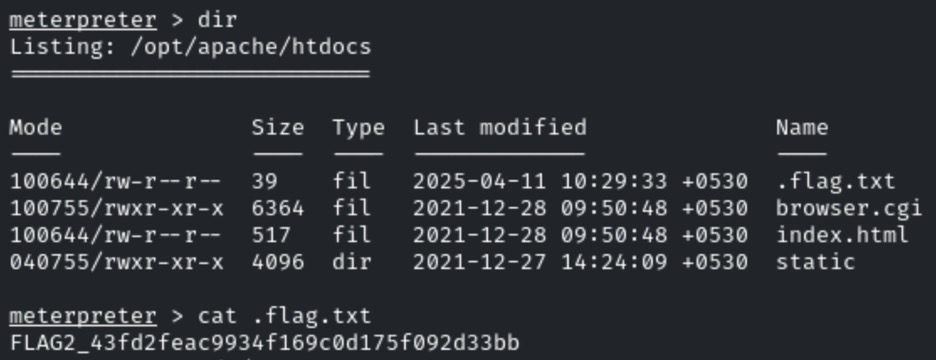 meterpreter > dir
Listing: /opt/apache/htdocs
===========================
Mode Size Type Last modified Name
---- ---- ---- ------------- ----
100644/rw-r--r-- 39 fil 2025-04-11 10:29:33 +0530 .flag.txt
100755/rwxr-xr-x 6364 fil 2021-12-28 09:50:48 +0530 browser.cgi
100644/rw-r--r-- 517 fil 2021-12-28 09:50:48 +0530 index.html
040755/rwxr-xr-x 4096 dir 2021-12-27 14:24:09 +0530 static
meterpreter > cat .flag.txt
FLAG2_43fd2feac9934f169c0d175f092d33bb